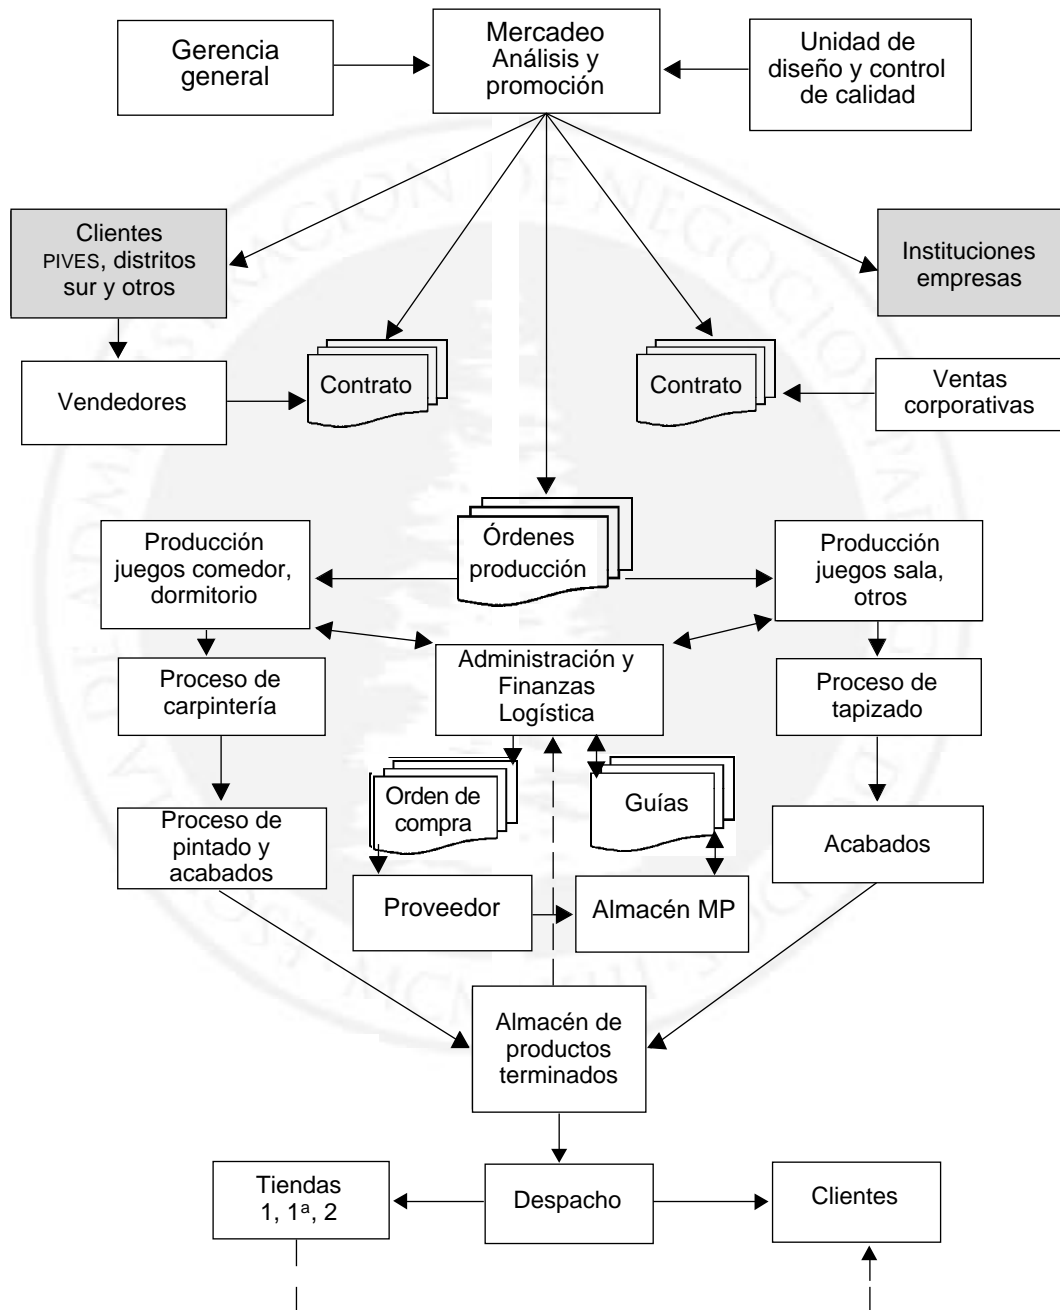 Gerencia
general
Mercadeo
Análisis y
promoción
Unidad de
diseño y control
de calidad
Clientes
PIVES, distritos
sur y otros
Instituciones
empresas
Vendedores
Contrato
Contrato
Ventas
corporativas
Producción
juegos comedor,
dormitorio
Órdenes
producción
Producción
juegos sala,
otros
Proceso de
carpintería
Administración y
Finanzas
Logística
Proceso de
tapizado
Proceso de
pintado y
acabados
Orden de
compra
Guías
Acabados
Proveedor
Almacén MP
Almacén de
productos
terminados
Tiendas
1, 1ª, 2
Despacho
Clientes